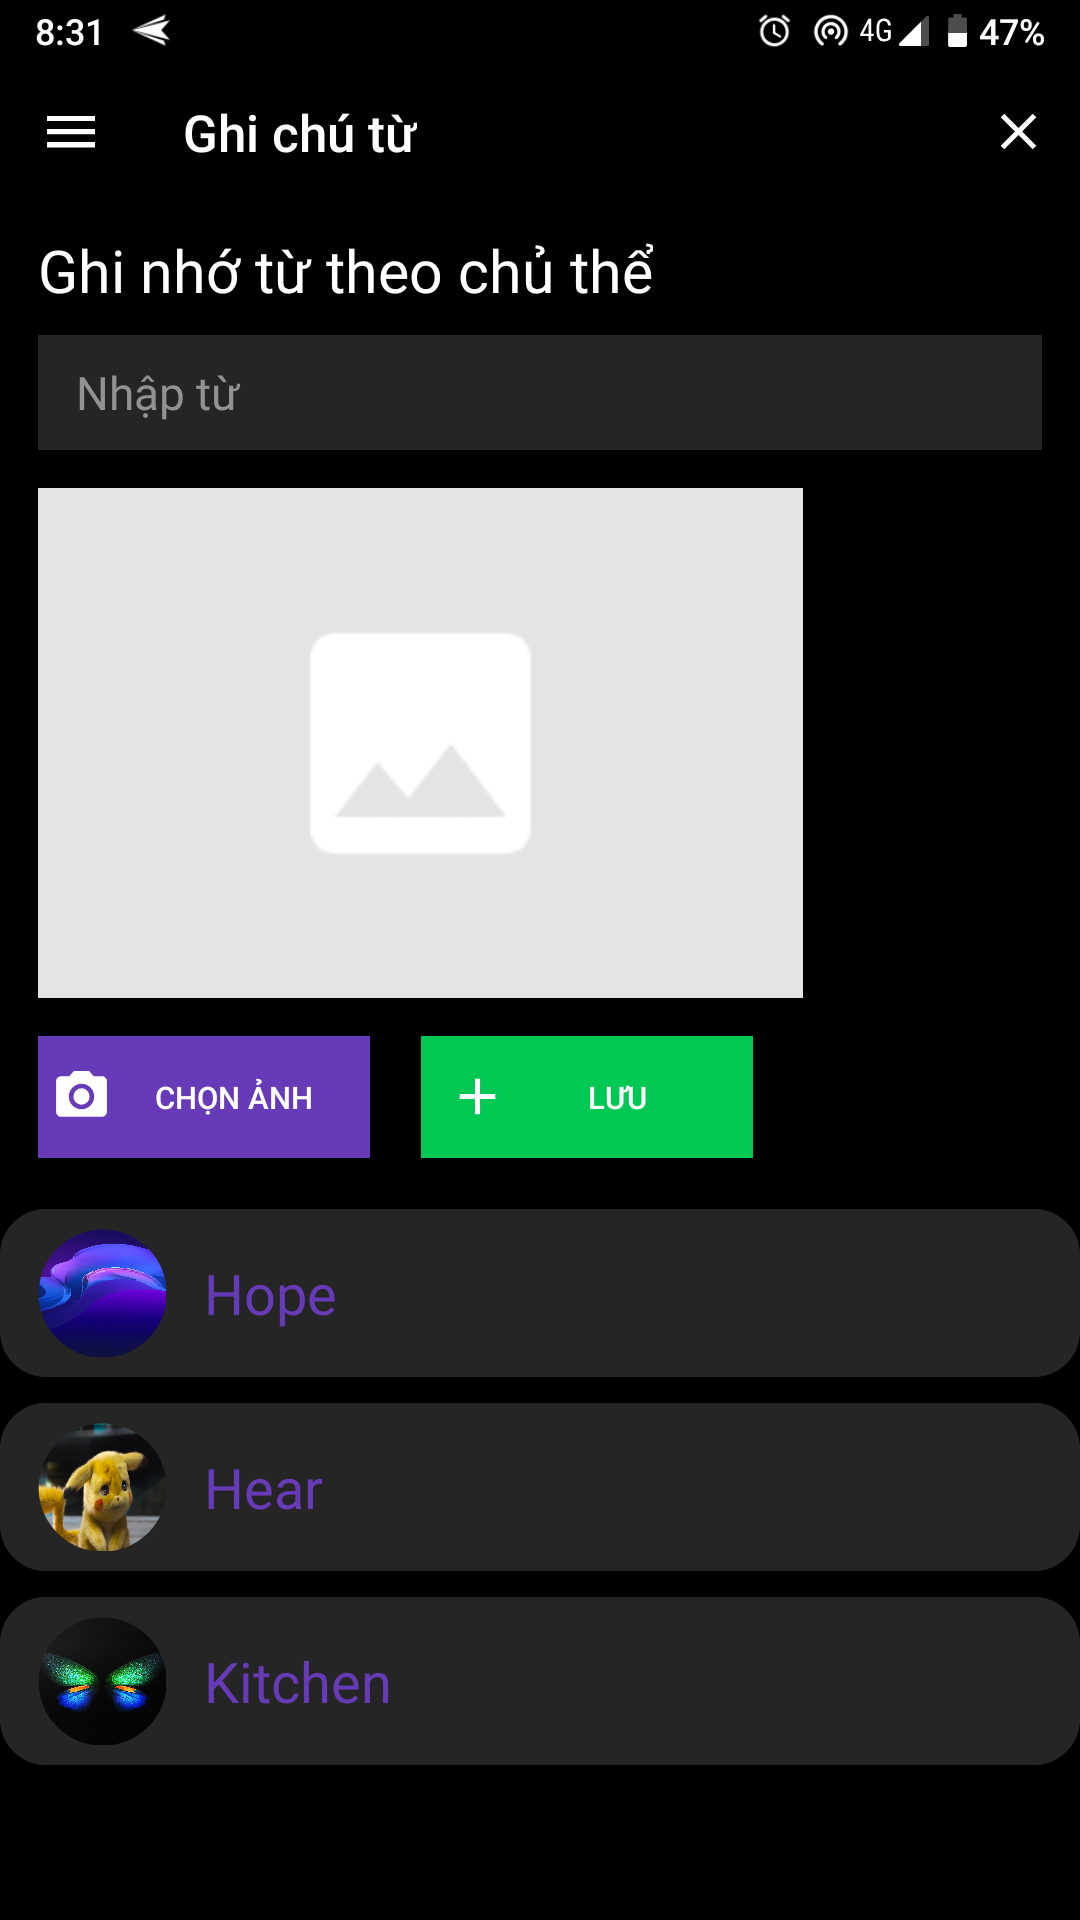 8:31 4G 47%
Ghi chú từ
Ghi nhớ từ theo chủ thể
Nhập từ
CHỌN ẢNH
LƯU
Hope
Hear
Kitchen